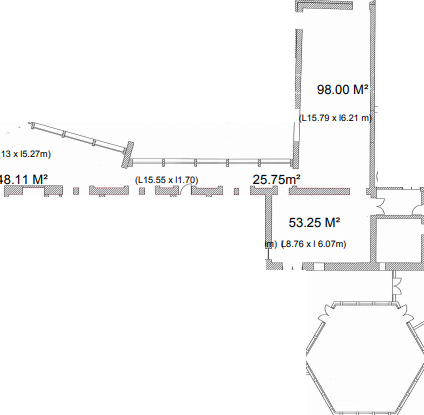 98.00 M²
(L15.79 x l6.21 m)
13 x l5.27m)
48.11 M²
(L15.55 x l1.70)
25.75m²
53.25 M²
m) (L8.76 x l 6.07m)